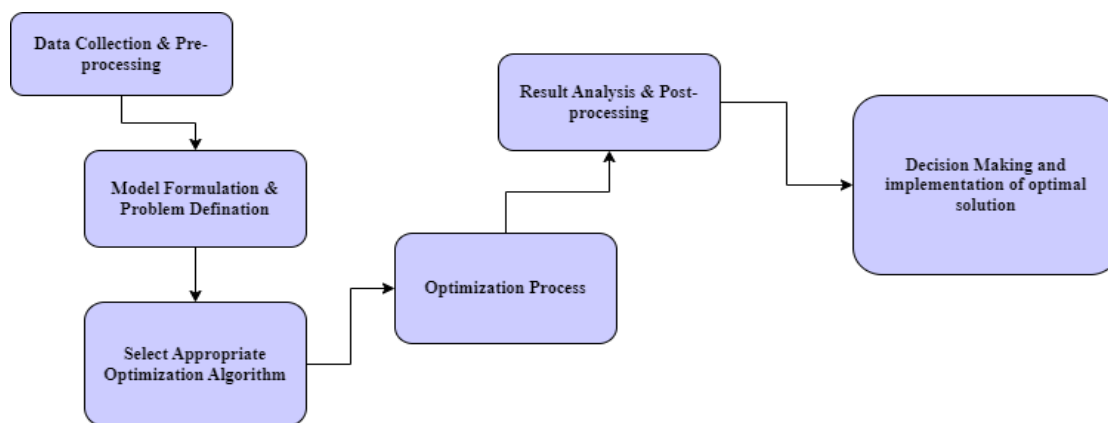 Data Collection & Pre-
processing
Model Formulation &
Problem Defination
Select Appropriate
Optimization Algorithm
Optimization Process
Result Analysis & Post-
processing
Decision Making and
implementation of optimal
solution